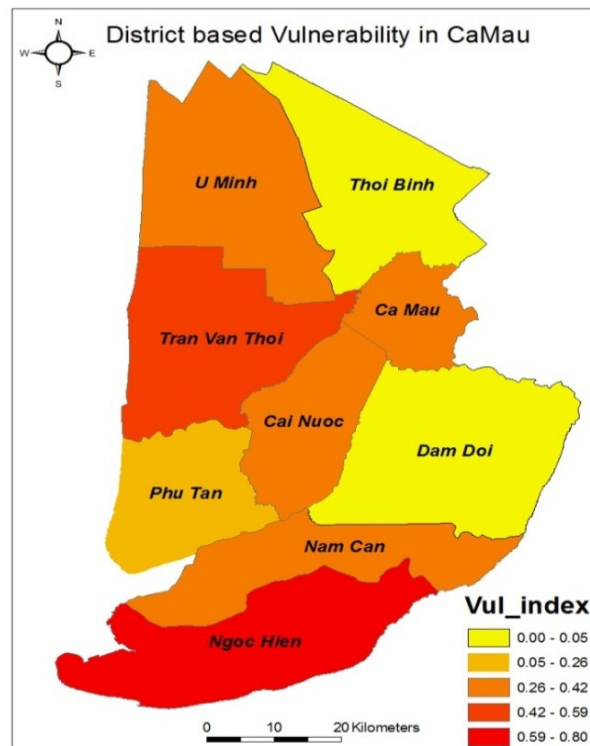 N
W E
S
District based Vulnerability in CaMau
U Minh
Thoi Binh
Ca Mau
Tran Van Thoi
Cai Nuoc
Dam Doi
Phu Tan
Nam Can
Ngoc Hien
Vul_index
0.00 - 0.05
0.05 - 0.26
0.26 - 0.42
0.42 - 0.59
0.59 - 0.80
0 5 10 20 Kilometers